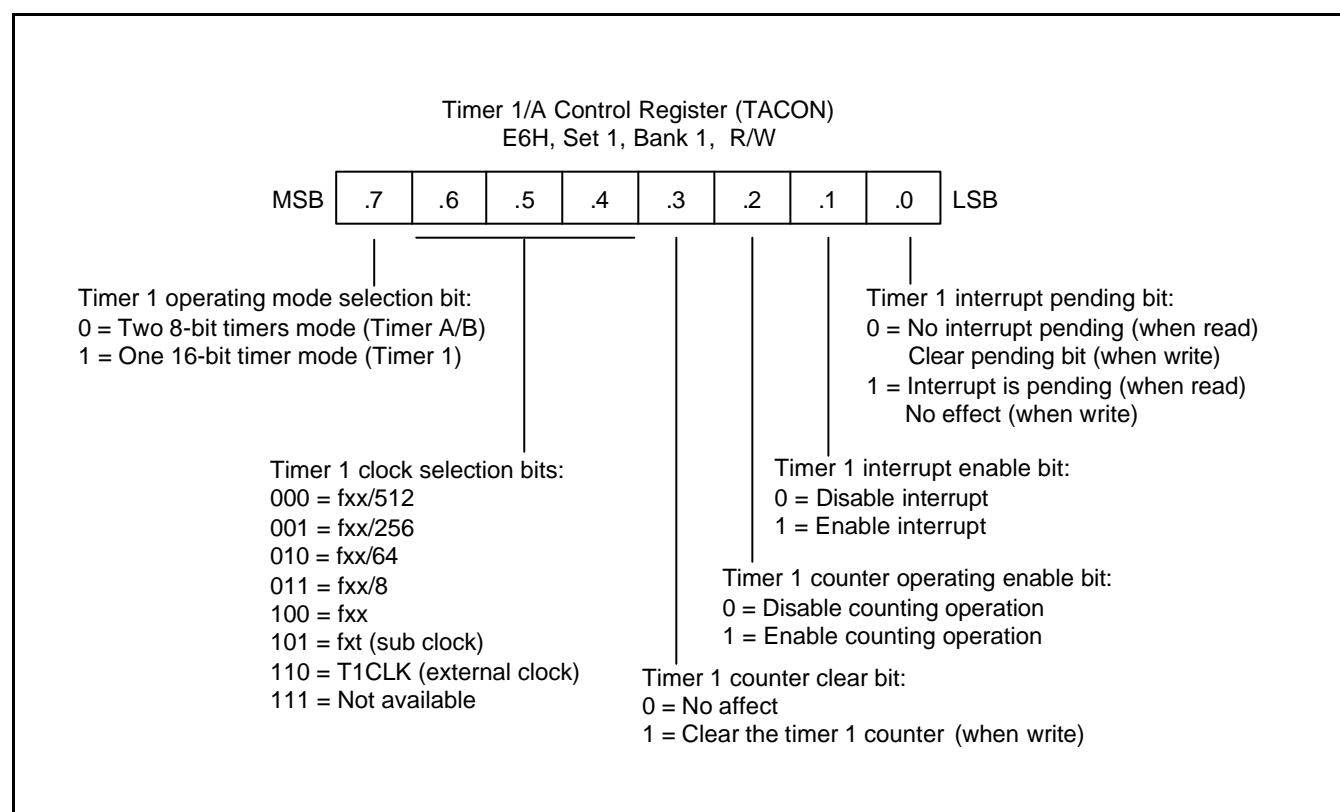 Timer 1/A Control Register (TACON)
E6H, Set 1, Bank 1, R/W
MSB .7 .6 .5 .4 .3 .2 .1 .0 LSB
Timer 1 operating mode selection bit:
0 = Two 8-bit timers mode (Timer A/B)
1 = One 16-bit timer mode (Timer 1)
Timer 1 interrupt pending bit:
0 = No interrupt pending (when read)
Clear pending bit (when write)
1 = Interrupt is pending (when read)
No effect (when write)
Timer 1 clock selection bits:
000 = fxx/512
001 = fxx/256
010 = fxx/64
011 = fxx/8
100 = fxx
101 = fxt (sub clock)
110 = T1CLK (external clock)
111 = Not available
Timer 1 interrupt enable bit:
0 = Disable interrupt
1 = Enable interrupt
Timer 1 counter operating enable bit:
0 = Disable counting operation
1 = Enable counting operation
Timer 1 counter clear bit:
0 = No affect
1 = Clear the timer 1 counter (when write)